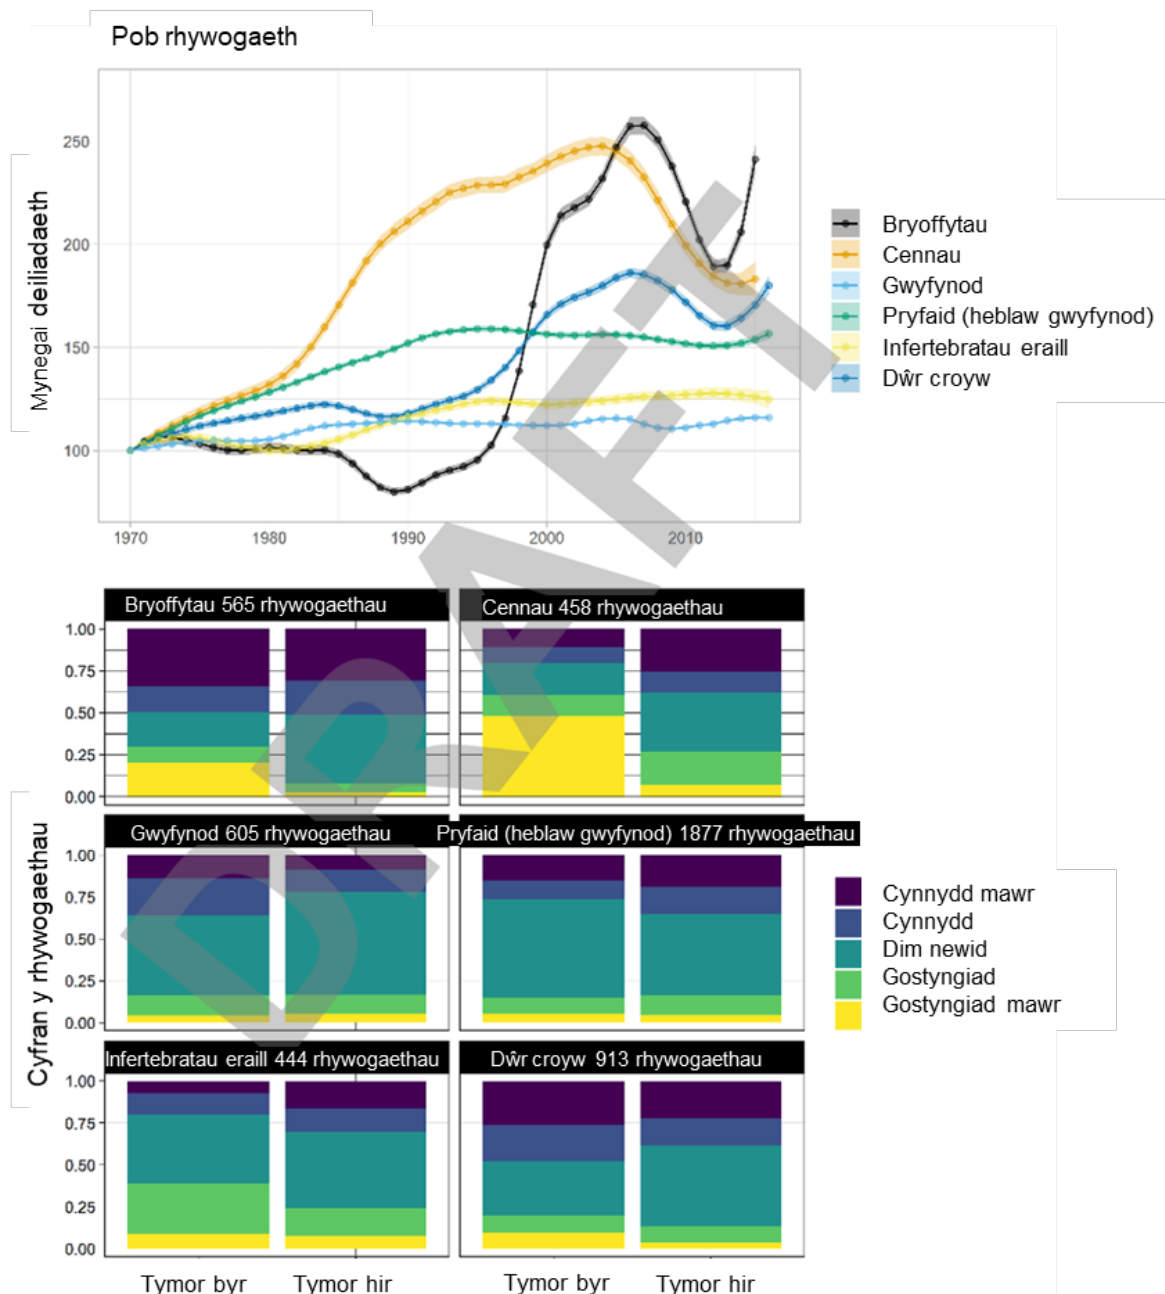 Pob rhywogaeth
Mynegai deiliadaeth
250
200
150
100
1970 1980 1990 2000 2010
Bryoffytau
Cennau
Gwyfynod
Pryfaid (heblaw gwyfynod)
Infertebratau eraill
Dŵr croyw
DRAFT
Cyfran y rhywogaethau
Bryoffytau 565 rhywogaethau
Cennau 458 rhywogaethau
1.00
0.75
0.50
0.25
0.00
Gwyfynod 605 rhywogaethau
Pryfaid (heblaw gwyfynod) 1877 rhywogaethau
1.00
0.75
0.50
0.25
0.00
Infertebratau eraill 444 rhywogaethau
Dŵr croyw 913 rhywogaethau
1.00
0.75
0.50
0.25
0.00
Tymor byr Tymor hir Tymor byr Tymor hir
Cynnydd mawr
Cynnydd
Dim newid
Gostyngiad
Gostyngiad mawr